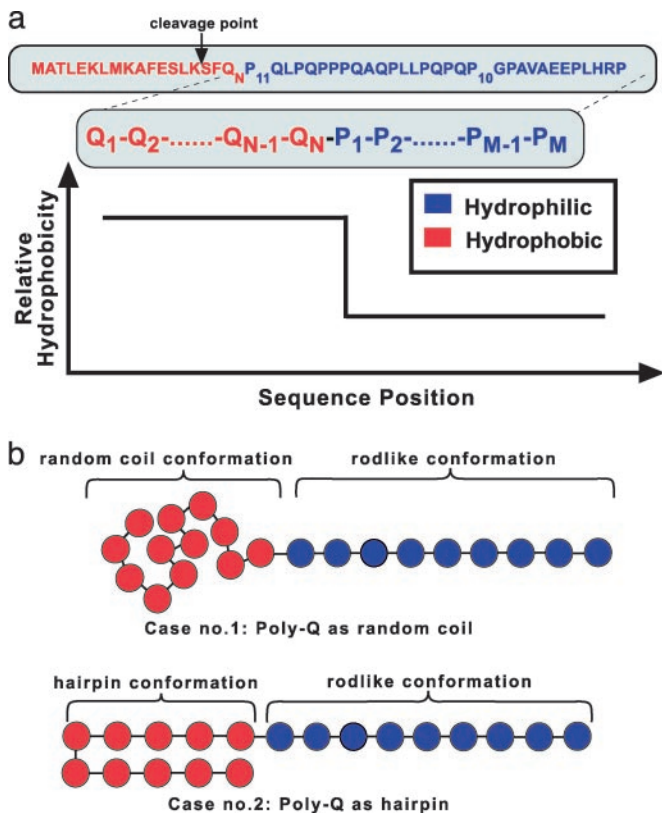 a
cleavage point
MATLEKLMKAFESLKSFQNP11QLPQPPPQAQPLLPQPQP10GPAVAEEPLHRP
Q1-Q2-......-QN-1-QN-P1-P2-......-PM-1-PM
Relative
Hydrophobicity
Hydrophilic
Hydrophobic
Sequence Position
b
random coil conformation
rodlike conformation
Case no.1: Poly-Q as random coil
hairpin conformation
rodlike conformation
Case no.2: Poly-Q as hairpin